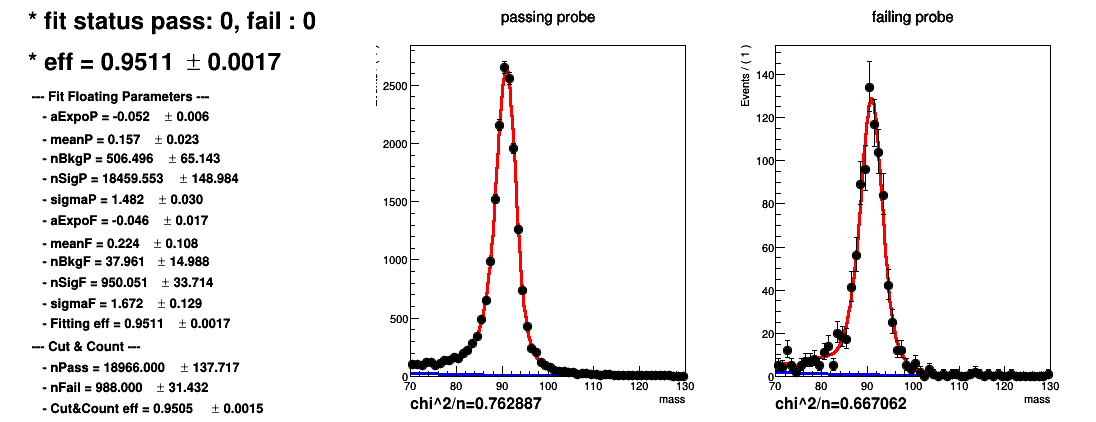 * fit status pass: 0, fail : 0
* eff = 0.9511 ± 0.0017
--- Fit Floating Parameters ---
- aExpoP = -0.052 ± 0.006
- meanP = 0.157 ± 0.023
- nBkgP = 506.496 ± 65.143
- nSigP = 18459.553 ± 148.984
- sigmaP = 1.482 ± 0.030
- aExpoF = -0.046 ± 0.017
- meanF = 0.224 ± 0.108
- nBkgF = 37.961 ± 14.988
- nSigF = 950.051 ± 33.714
- sigmaF = 1.672 ± 0.129
- Fitting eff = 0.9511 ± 0.0017
--- Cut & Count ---
- nPass = 18966.000 ± 137.717
- nFail = 988.000 ± 31.432
- Cut&Count eff = 0.9505 ± 0.0015
passing probe
2500
2000
1500
1000
500
0
70 80 90 100 110 120 130
mass
chi^2/n=0.762887
failing probe
Events / ( 1 )
140
120
100
80
60
40
20
0
70 80 90 100 110 120 130
mass
chi^2/n=0.667062